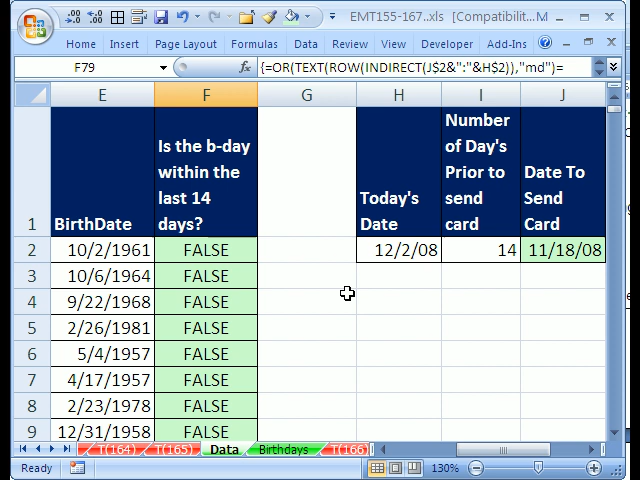 EMT155-167..xls [Compatibilit... M
Home Insert Page Layout Formulas Data Review View Developer Add-Ins
F79 fx {=OR(TEXT(ROW(INDIRECT(J$2&":"&H$2)),"md")=
E F G H I J
1 BirthDate Is the b-day within the last 14 days? Today's Date Number of Day's Prior to send card Date To Send Card
2 10/2/1961 FALSE 12/2/08 14 11/18/08
3 10/6/1964 FALSE
4 9/22/1968 FALSE
5 2/26/1981 FALSE
6 5/4/1957 FALSE
7 4/17/1957 FALSE
8 2/23/1978 FALSE
9 12/31/1958 FALSE
T(164) T(165) Data Birthdays T(166)
Ready 130%